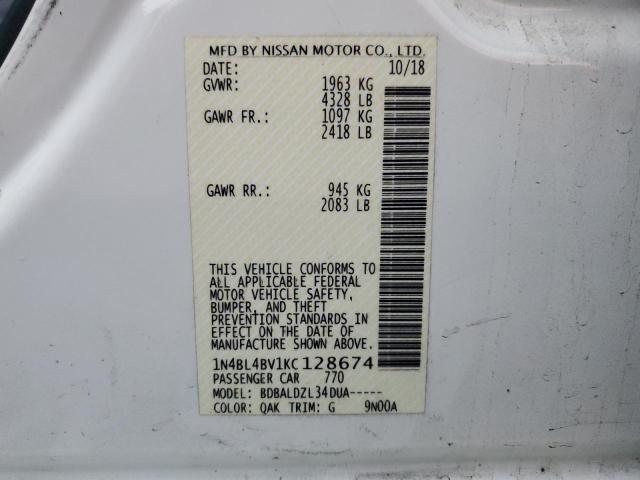 MFD BY NISSAN MOTOR CO., LTD.
DATE: 10/18
GVWR: 1963 KG
4328 LB
GAWR FR.: 1097 KG
2418 LB
GAWR RR.: 945 KG
2083 LB
THIS VEHICLE CONFORMS TO
ALL APPLICABLE FEDERAL
MOTOR VEHICLE SAFETY,
BUMPER, AND THEFT
PREVENTION STANDARDS IN
EFFECT ON THE DATE OF
MANUFACTURE SHOWN ABOVE.
1N4BL4BV1KC128674
PASSENGER CAR 770
MODEL: BDBALDZL34DUA-----
COLOR: QAK TRIM: G 9N00A